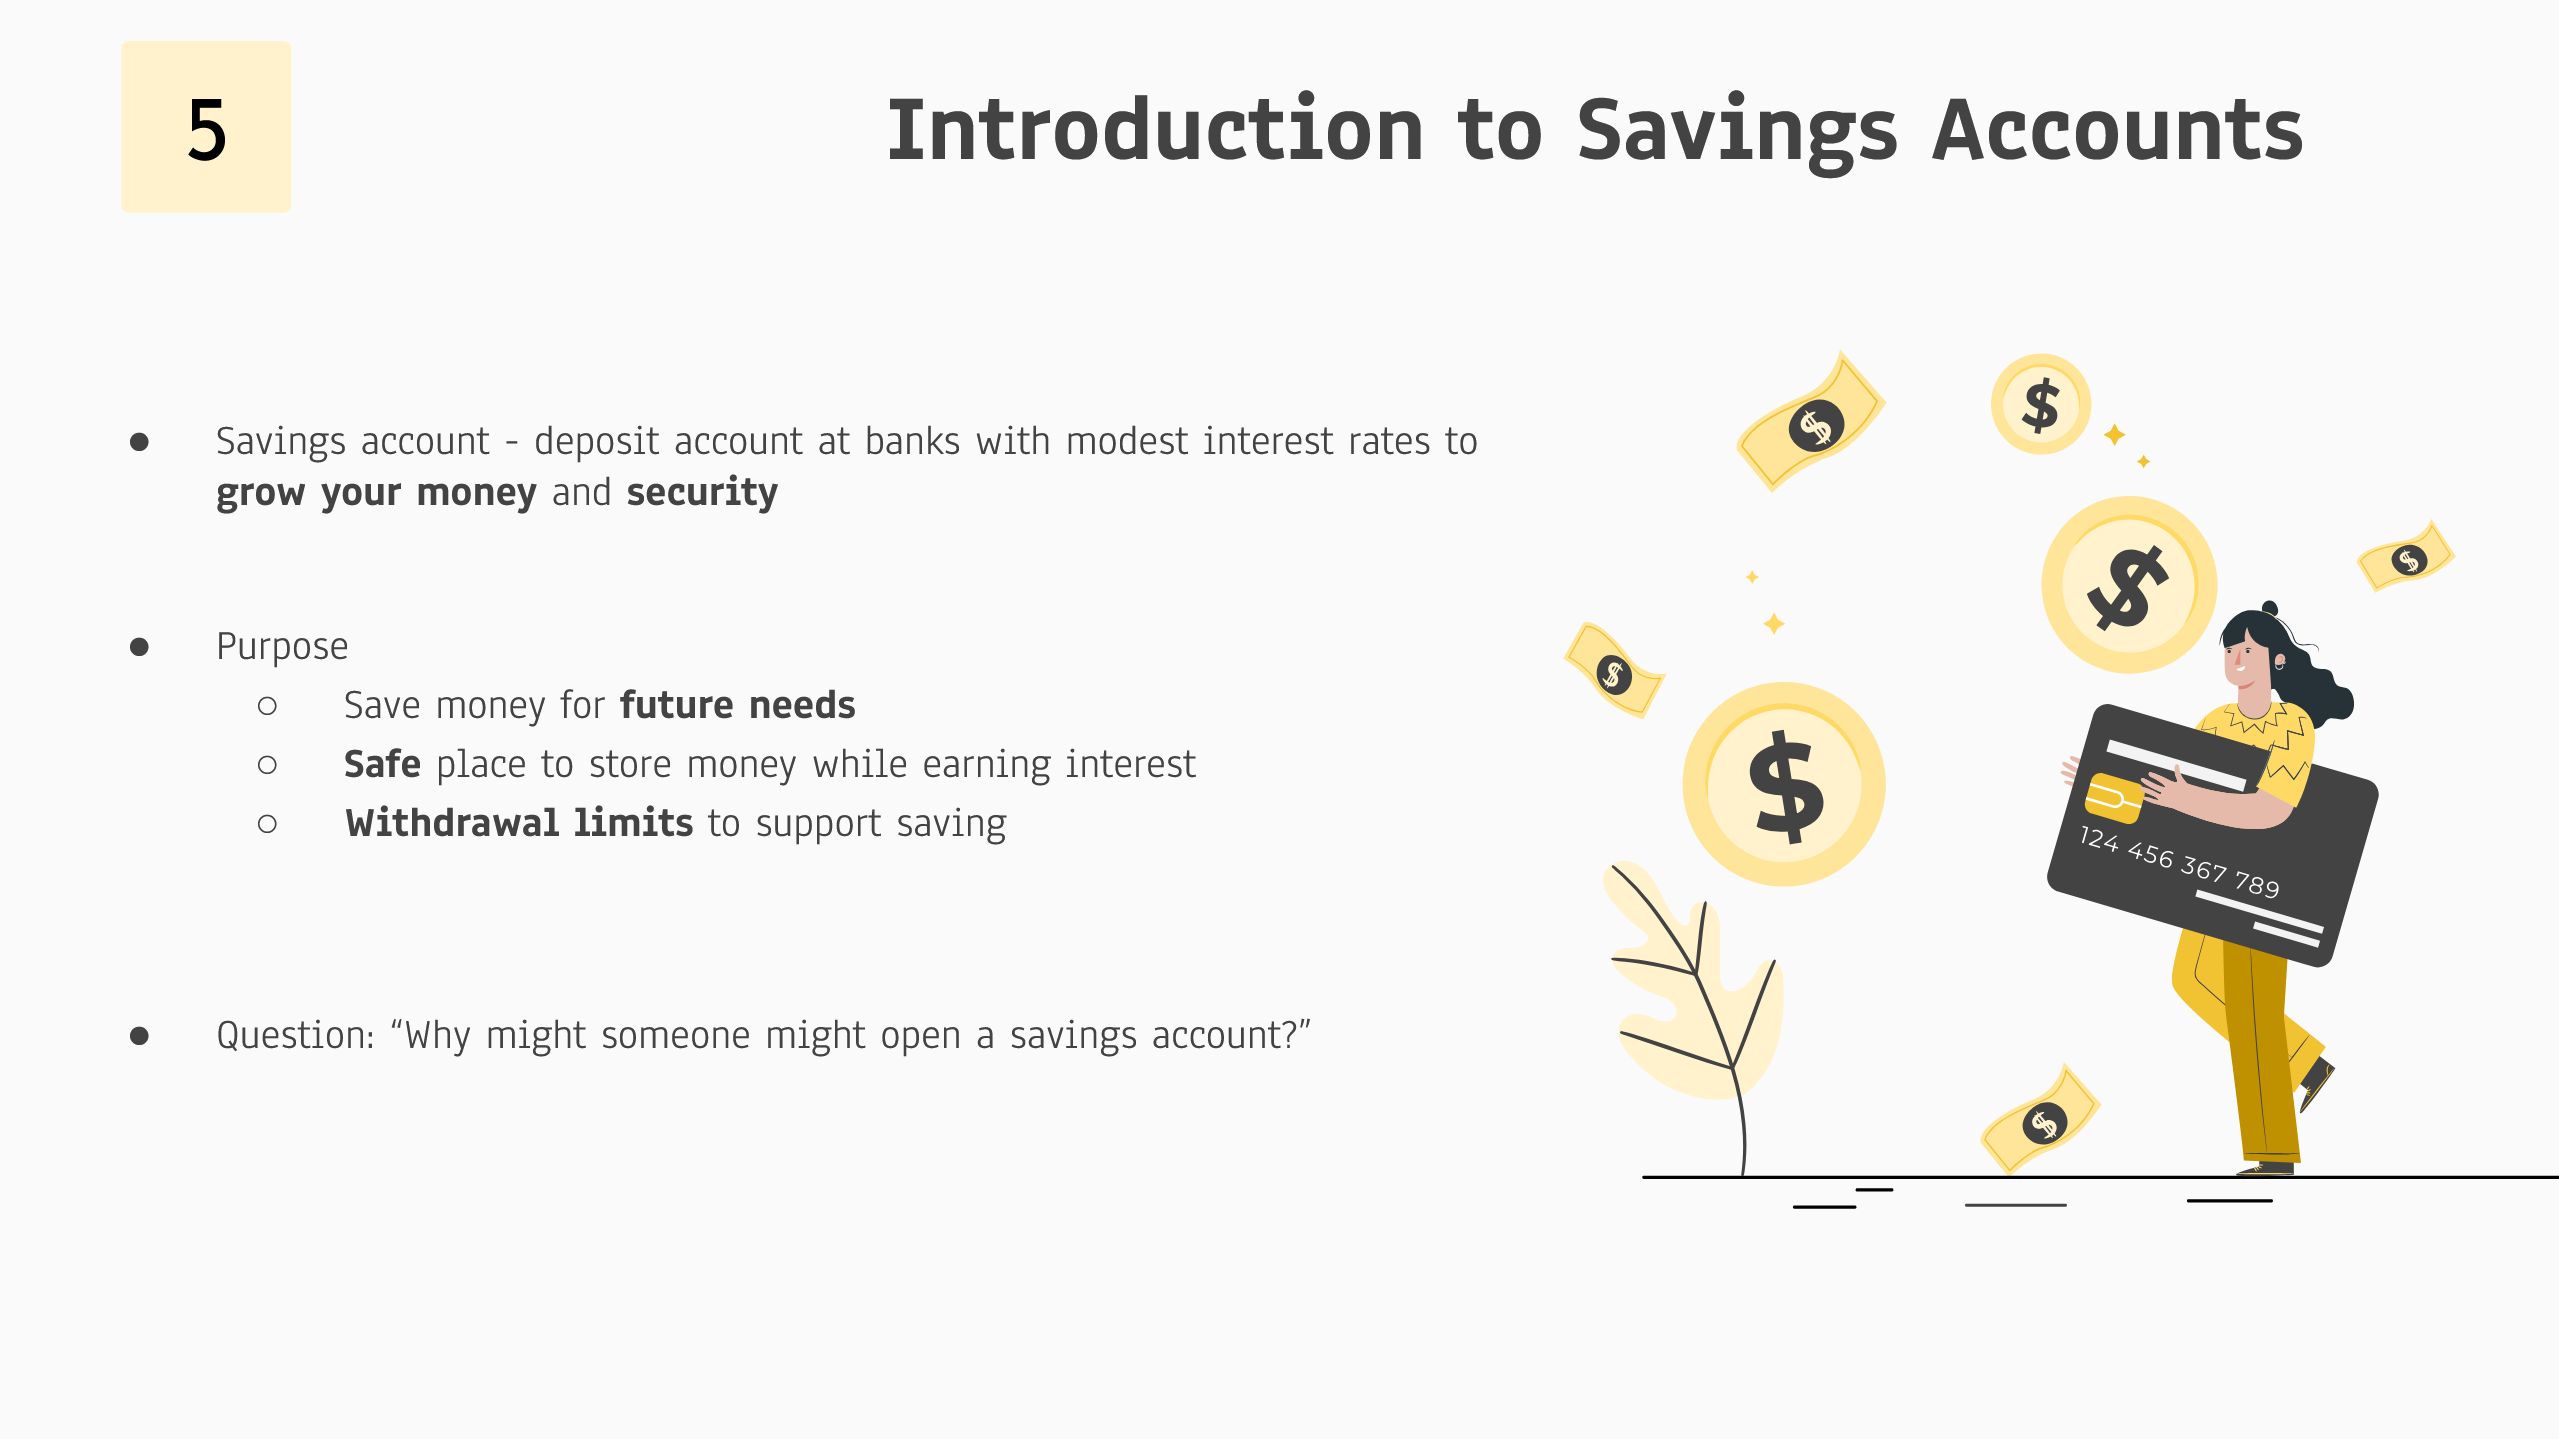 5
Introduction to Savings Accounts
● Savings account - deposit account at banks with modest interest rates to
grow your money and security
● Purpose
○ Save money for future needs
○ Safe place to store money while earning interest
○ Withdrawal limits to support saving
● Question: “Why might someone might open a savings account?”
$
$
$
$
$
$
$
124 456 367 789